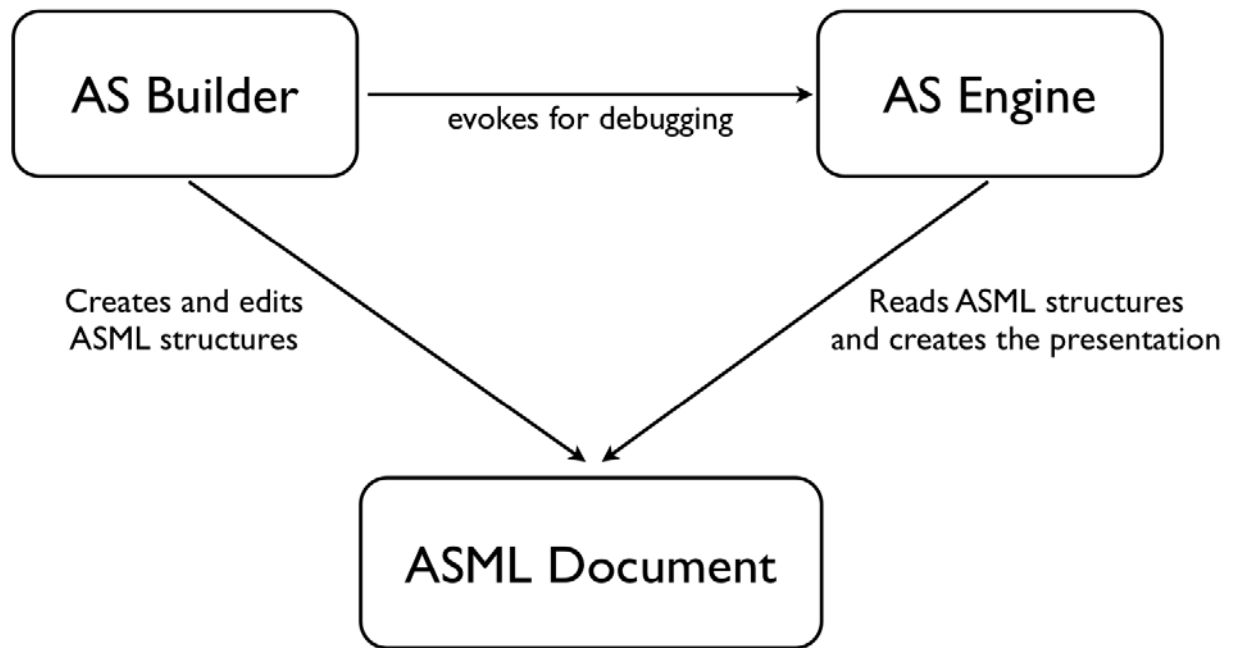 AS Builder
AS Engine
evokes for debugging
Creates and edits
ASML structures
Reads ASML structures
and creates the presentation
ASML Document